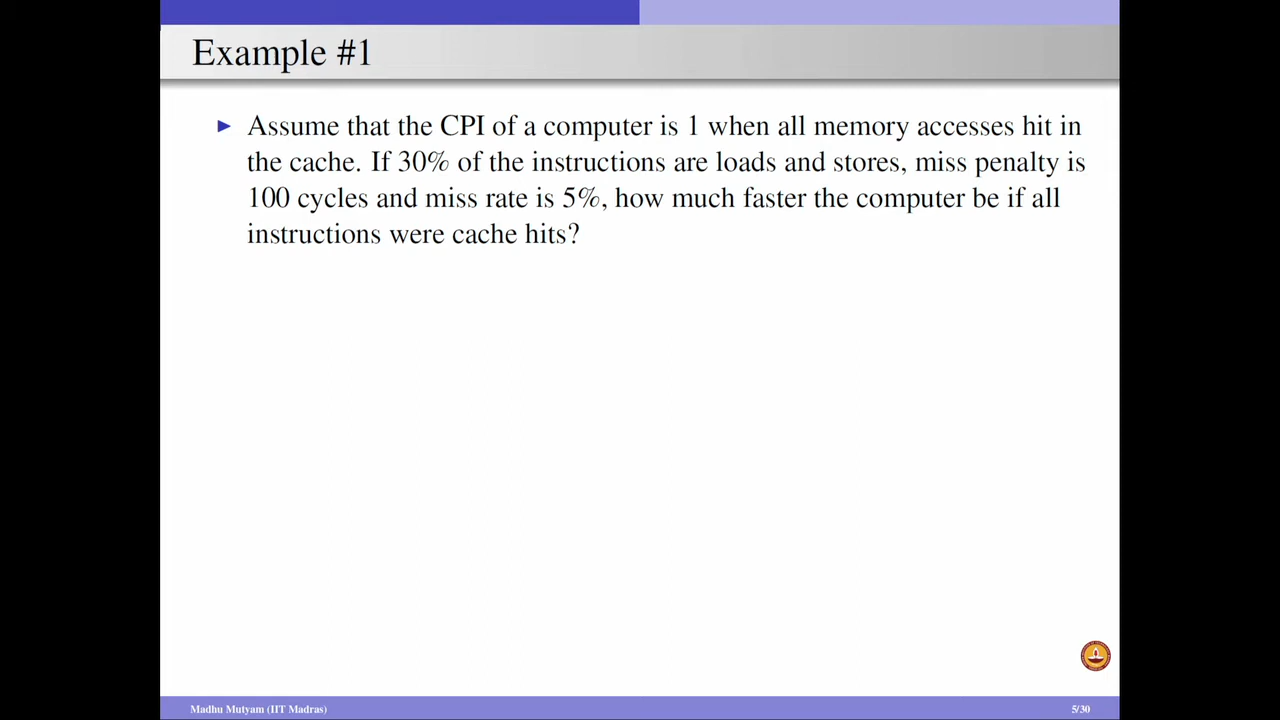 Example #1
► Assume that the CPI of a computer is 1 when all memory accesses hit in
the cache. If 30% of the instructions are loads and stores, miss penalty is
100 cycles and miss rate is 5%, how much faster the computer be if all
instructions were cache hits?
Madhu Mutyam (IIT Madras)
5/30